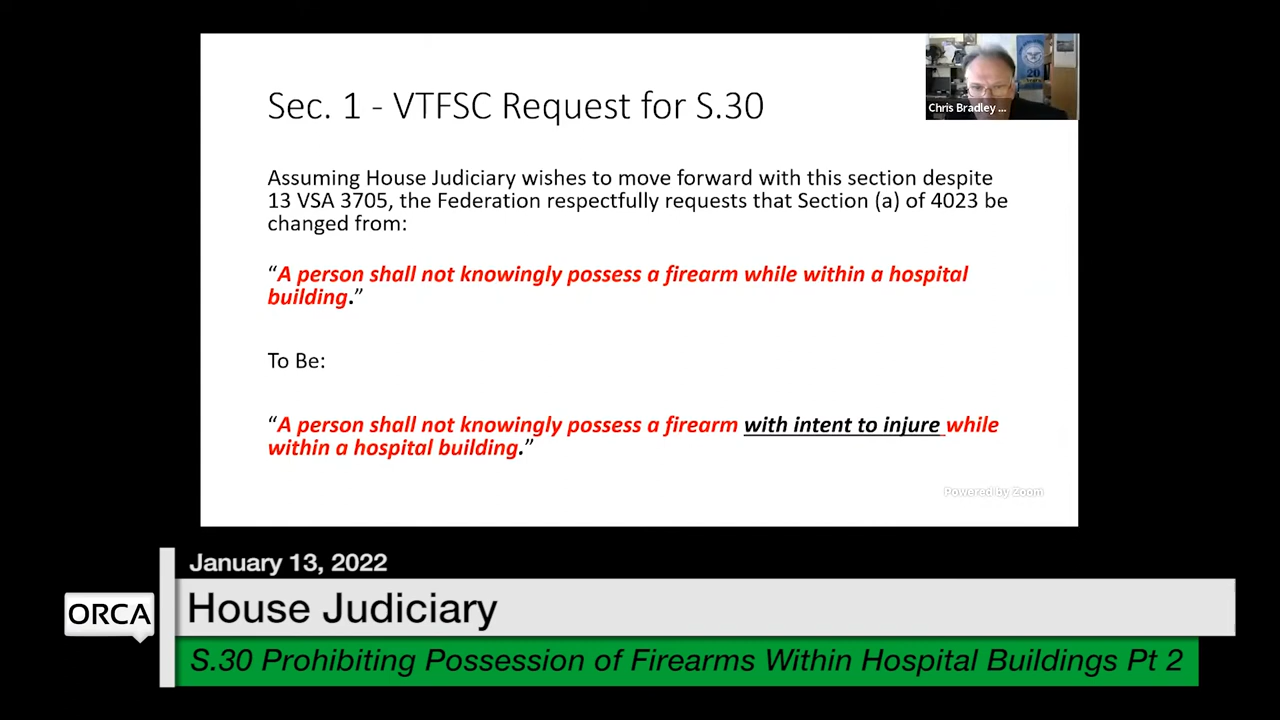 Sec. 1 - VTFSC Request for S.30
Chris Bradley ...
Assuming House Judiciary wishes to move forward with this section despite
13 VSA 3705, the Federation respectfully requests that Section (a) of 4023 be
changed from:
“A person shall not knowingly possess a firearm while within a hospital
building.”
To Be:
“A person shall not knowingly possess a firearm with intent to injure while
within a hospital building.”
Powered by Zoom
January 13, 2022
ORCA
House Judiciary
S.30 Prohibiting Possession of Firearms Within Hospital Buildings Pt 2